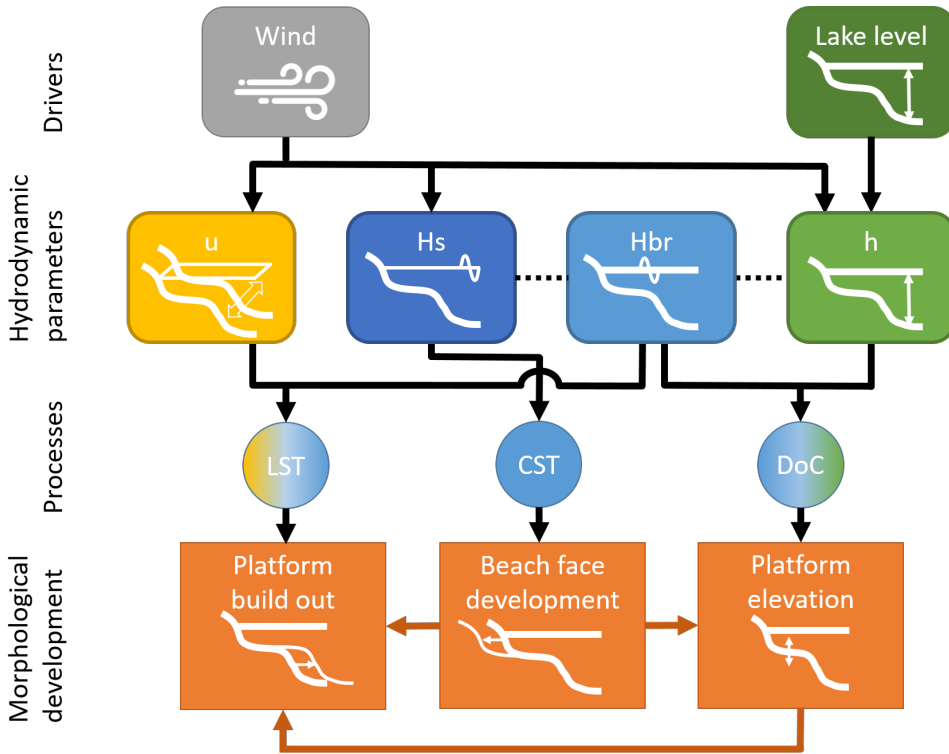 Drivers
Wind
Lake level
Hydrodynamic
parameters
u
Hs
Hbr
h
Processes
LST
CST
DoC
Morphological
development
Platform
build out
Beach face
development
Platform
elevation